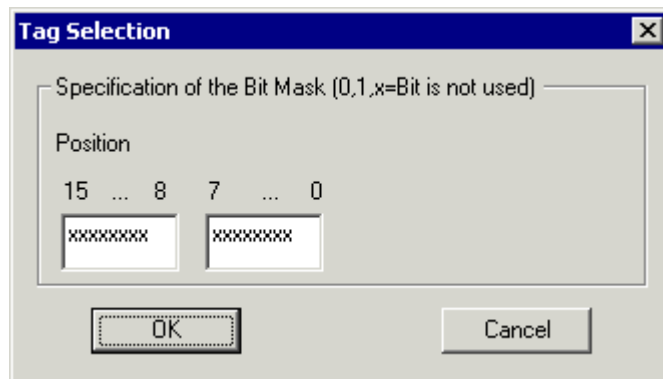 Tag Selection
Specification of the Bit Mask (0,1,x=Bit is not used)
Position
15 ... 8 7 ... 0
xxxxxxxx xxxxxxxx
OK Cancel